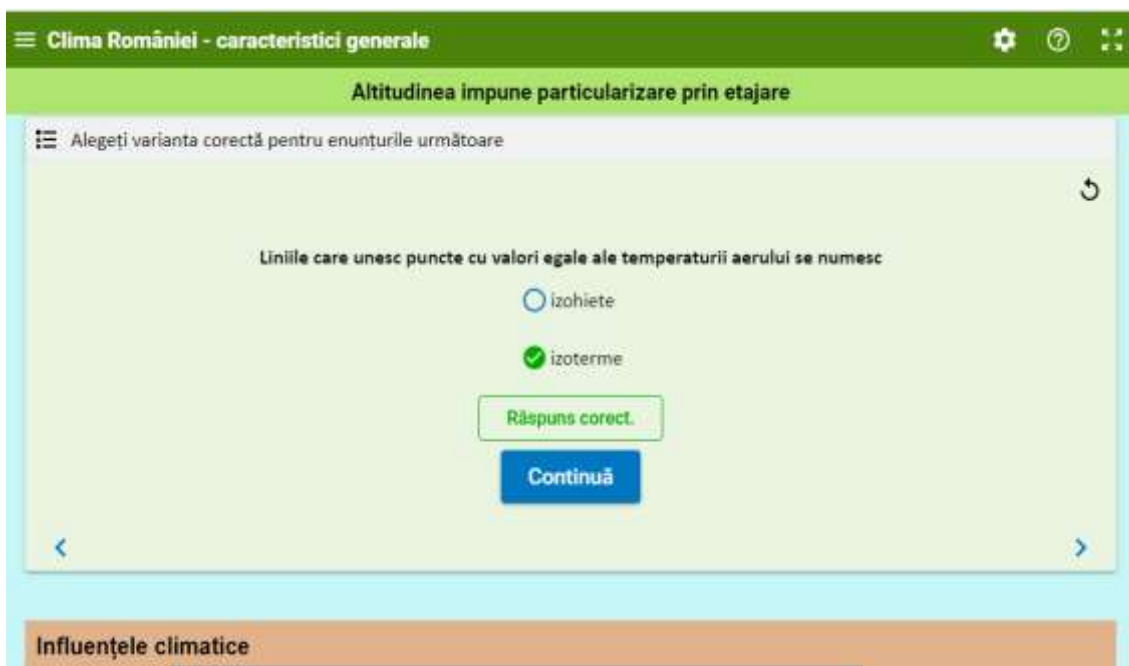 Clima României - caracteristici generale
Altitudinea impune particularizare prin etajare
Alegeți varianta corectă pentru enunțurile următoare
Liniile care unesc puncte cu valori egale ale temperaturii aerului se numesc
izohiete
izoterme
Răspuns corect.
Continuă
Influențele climatice